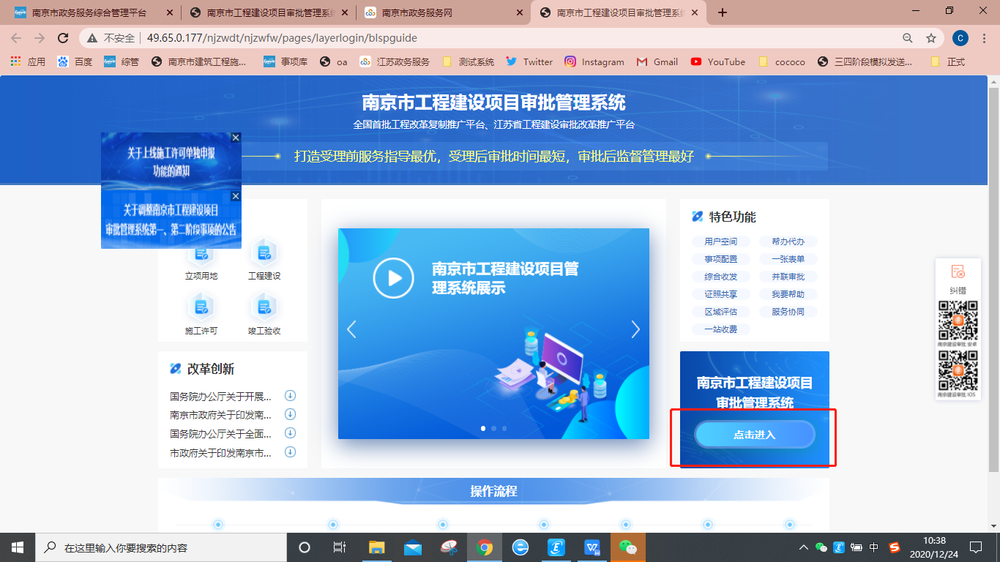 南京市政务服务综合管理平台
南京市工程建设项目审批管理系统
南京市政务服务网
南京市工程建设项目审批管理系统
不安全
49.65.0.177/njzwdt/njzwfw/pages/layerlogin/blspguide
C
应用
百度
综管
南京市建筑工程施...
事项库
oa
江苏政务服务
测试系统
Twitter
Instagram
Gmail
YouTube
cococo
三四阶段模拟发送...
正式
南京市工程建设项目审批管理系统
全国首批工程改革复制推广平台、江苏省工程建设审批改革推广平台
打造受理前服务指导最优，受理后审批时间最短，审批后监督管理最好
关于上线施工许可单独申报
功能的通知
关于调整南京市工程建设项目
审批管理系统第一、第二阶段事项的公告
立项用地
工程建设
施工许可
竣工验收
改革创新
国务院办公厅关于开展...
南京市政府关于印发南...
国务院办公厅关于全面...
市政府关于印发南京市...
南京市工程建设项目管
理系统展示
特色功能
用户空间
帮办代办
事项配置
一张表单
综合收发
并联审批
证照共享
我要帮助
区域评估
服务协同
一站收费
南京市工程建设项目
审批管理系统
点击进入
纠错
南京建设审批 安卓
南京建设审批 IOS
操作流程
在这里输入你要搜索的内容
中
10:38
2020/12/24